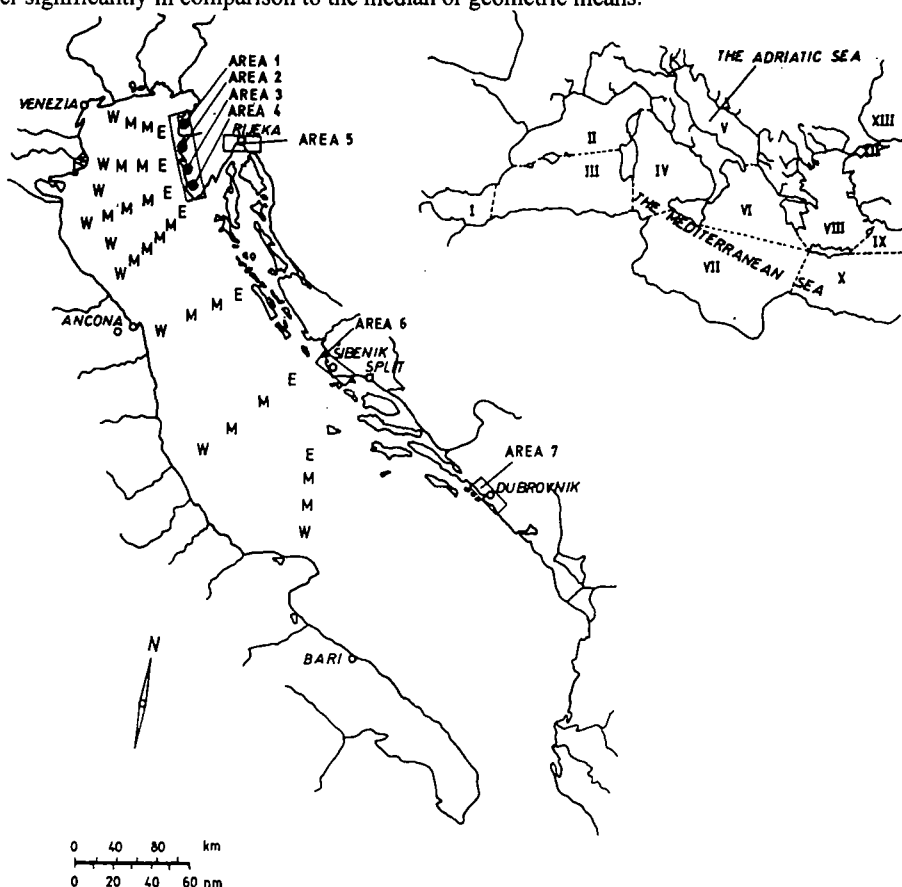 er significantly in comparison to the median of geometric means.
AREA 1
AREA 2
AREA 3
AREA 4
RIJEKA
AREA 5
VENEZIA
W M M E
W M M E
W E
W M M M E
W M M M M E
W
ANCONA
W M M M E
AREA 6
ŠIBENIK
SPLIT
E
M
M
W
E
M
M
W
AREA 7
DUBROVNIK
BARI
N
0 40 80 km
0 20 40 60 nm
THE ADRIATIC SEA
I
II
III
IV
V
VI
VII
VIII
IX
X
XIII
THE MEDITERRANEAN SEA